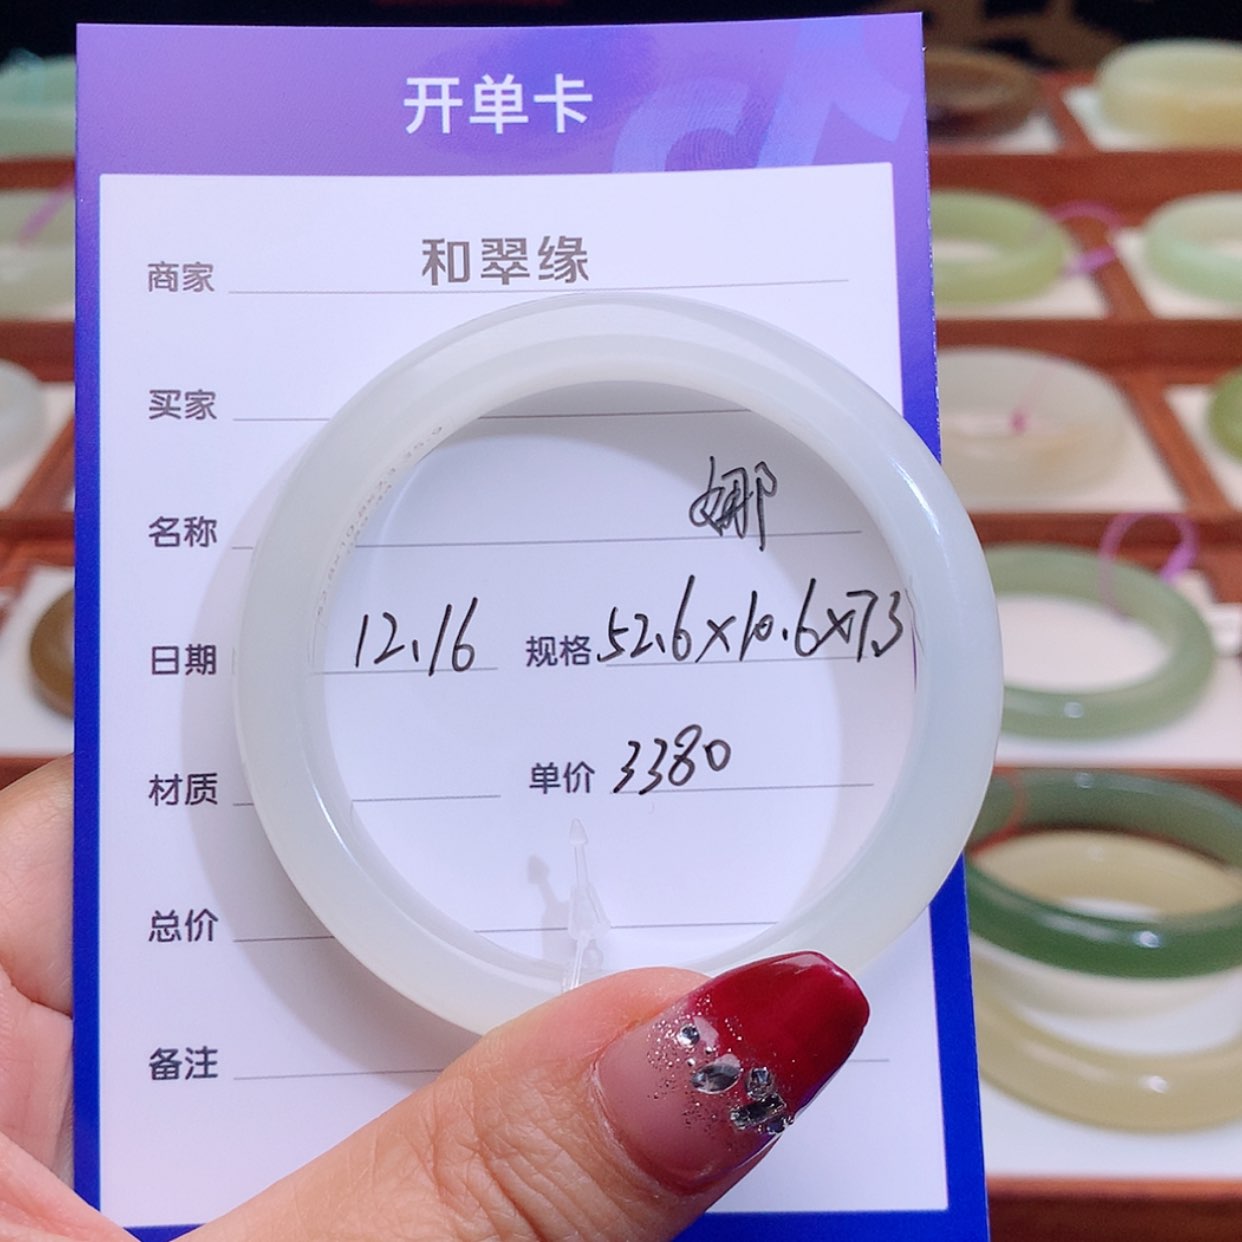 开单卡
商家 和翠缘
买家
名称 娜
日期 12.16 规格 52.6×10.6×7.3
材质 单价 3380
总价
备注